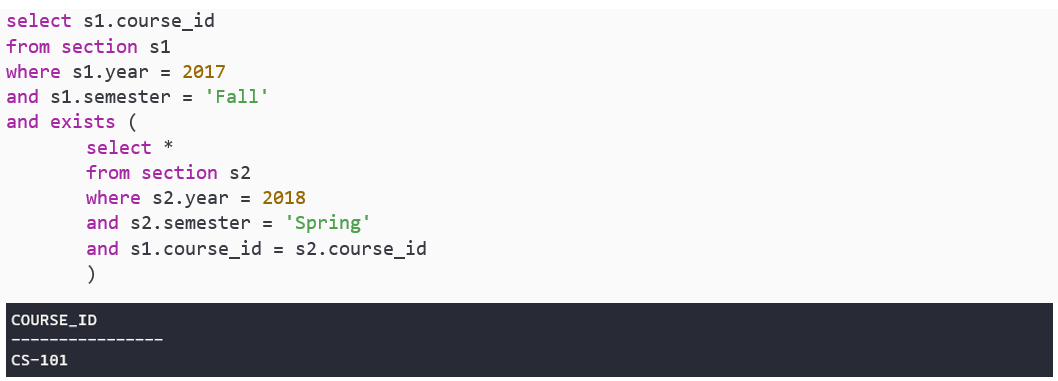 select s1.course_id
from section s1
where s1.year = 2017
and s1.semester = 'Fall'
and exists (
select *
from section s2
where s2.year = 2018
and s2.semester = 'Spring'
and s1.course_id = s2.course_id
)
COURSE_ID
----------------
CS-101